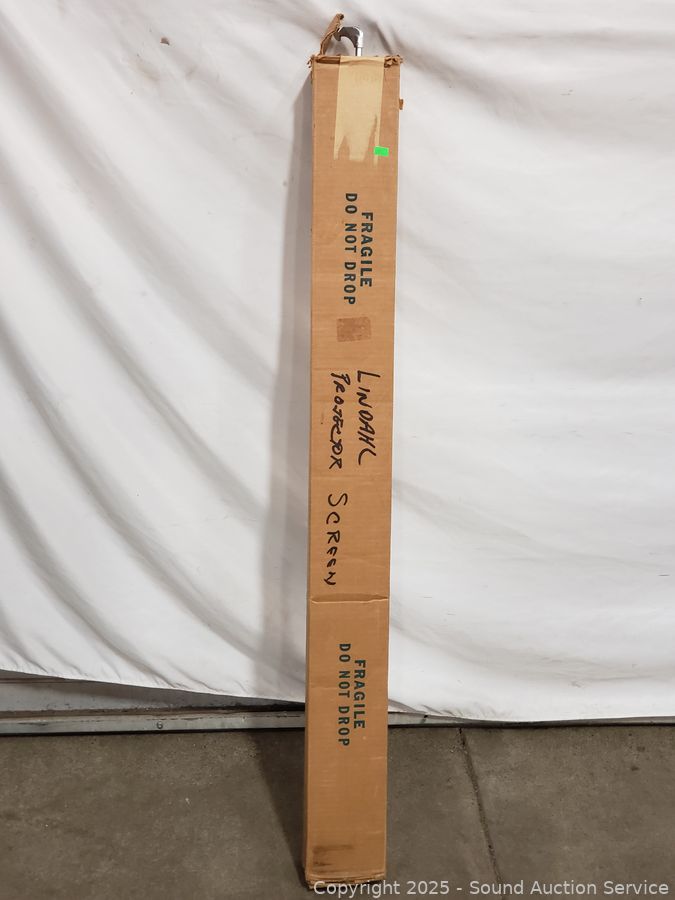 FRAGILE
DO NOT DROP
LINDAHL
PROJECTOR SCREEN
FRAGILE
DO NOT DROP
Copyright 2025 - Sound Auction Service